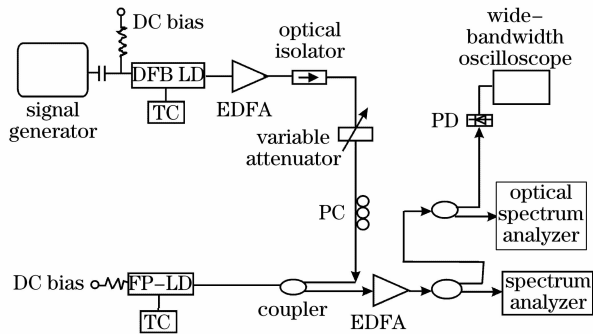 DC bias
optical
isolator
wide-
bandwidth
oscilloscope
DFB LD
signal
generator
TC
EDFA
PD
variable
attenuator
PC
optical
spectrum
analyzer
DC bias
FP-LD
TC
coupler
EDFA
spectrum
analyzer